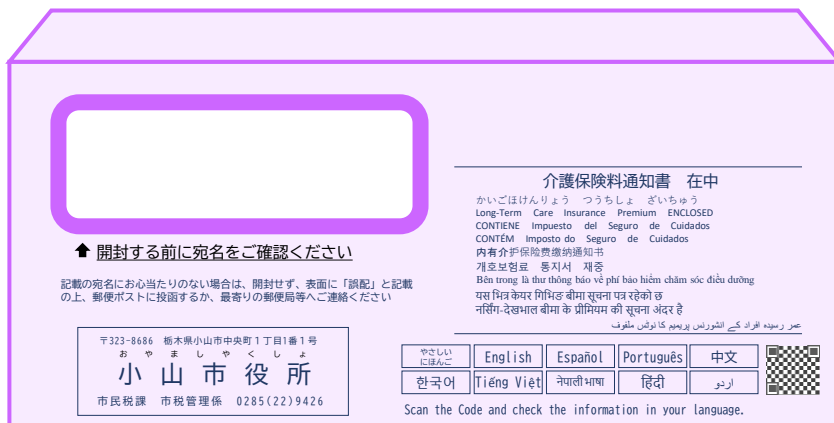 介護保険料通知書　在中
かいごほけんりょう　つうちしょ　ざいちゅう
Long-Term Care Insurance Premium ENCLOSED
CONTIENE Impuesto del Seguro de Cuidados
CONTÉM Imposto do Seguro de Cuidados
内有介护保险费缴纳通知书
개호보험료 통지서 재중
Bên trong là thư thông báo về phí bảo hiểm chăm sóc điều dưỡng
यस भित्र केयर गिभिङ बीमा सूचना पत्र रहेको छ
नर्सिंग-देखभाल बीमा के प्रीमियम की सूचना अंदर है
عمر رسیدہ افراد کے انشورنس پریمیم کا نوٹس ملفوف
⬆ 開封する前に宛名をご確認ください
記載の宛名にお心当たりのない場合は、開封せず、表面に「誤配」と記載
の上、郵便ポストに投函するか、最寄りの郵便局等へご連絡ください
〒323-8686　栃木県小山市中央町1丁目1番1号
おやましやくしょ
小山市役所
市民税課　市税管理係　0285(22)9426
やさしい
にほんご
English Español Português 中文
한국어 Tiếng Việt नेपाली भाषा हिंदी اردو
Scan the Code and check the information in your language.